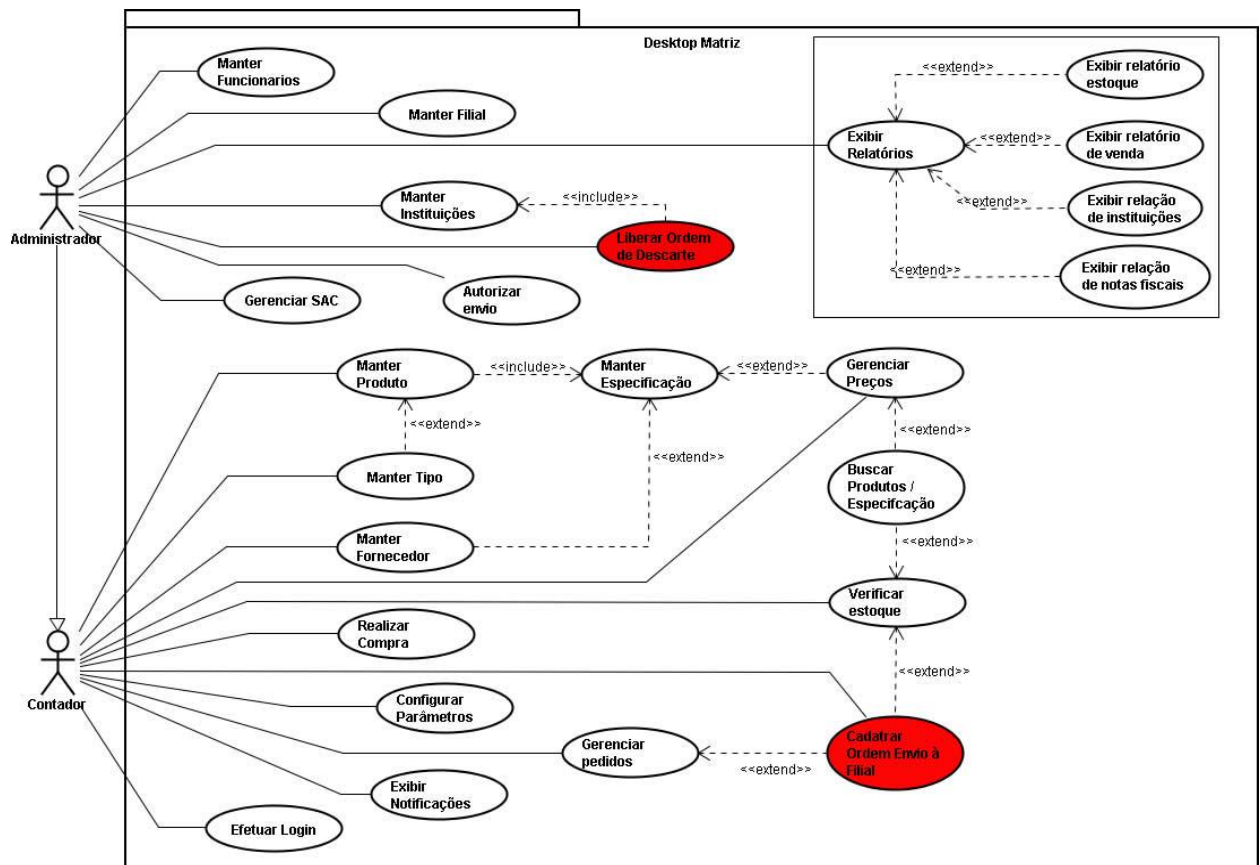 Desktop Matriz
Manter
Funcionarios
<<extend>>
Exibir relatório
estoque
Manter Filial
Exibir
Relatórios
<<extend>>
Exibir relatório
de venda
Administrador
Manter
Instituições
<<include>>
<<extend>>
Exibir relação
de instituições
Liberar Ordem
de Descarte
<<extend>>
Exibir relação
de notas fiscais
Gerenciar SAC
Autorizar
envio
Manter
Produto
<<include>>
Manter
Especificação
<<extend>>
Gerenciar
Preços
<<extend>>
<<extend>>
<<extend>>
Manter Tipo
Buscar
Produtos /
Especifcação
Manter
Fornecedor
<<extend>>
Verificar
estoque
Realizar
Compra
<<extend>>
Contador
Configurar
Parâmetros
Gerenciar
pedidos
<<extend>>
Cadatrar
Ordem Envio à
Filial
Exibir
Notificações
Efetuar Login